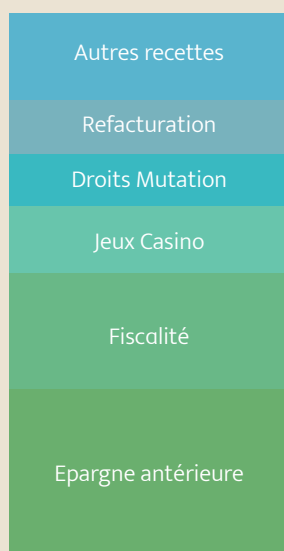 Autres recettes
Refacturation
Droits Mutation
Jeux Casino
Fiscalité
Epargne antérieure